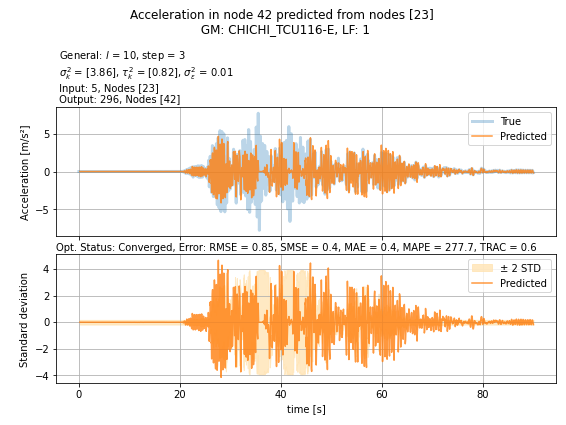 Acceleration in node 42 predicted from nodes [23]
GM: CHICHI_TCU116-E, LF: 1
General: l = 10, step = 3
σ²ₖ = [3.86], τ²ₖ = [0.82], σ²ₑ = 0.01
Input: 5, Nodes [23]
Output: 296, Nodes [42]
True
Predicted
Acceleration [m/s²]
5
0
−5
Opt. Status: Converged, Error: RMSE = 0.85, SMSE = 0.4, MAE = 0.4, MAPE = 277.7, TRAC = 0.6
± 2 STD
Predicted
Standard deviation
4
2
0
−2
−4
0 20 40 60 80
time [s]